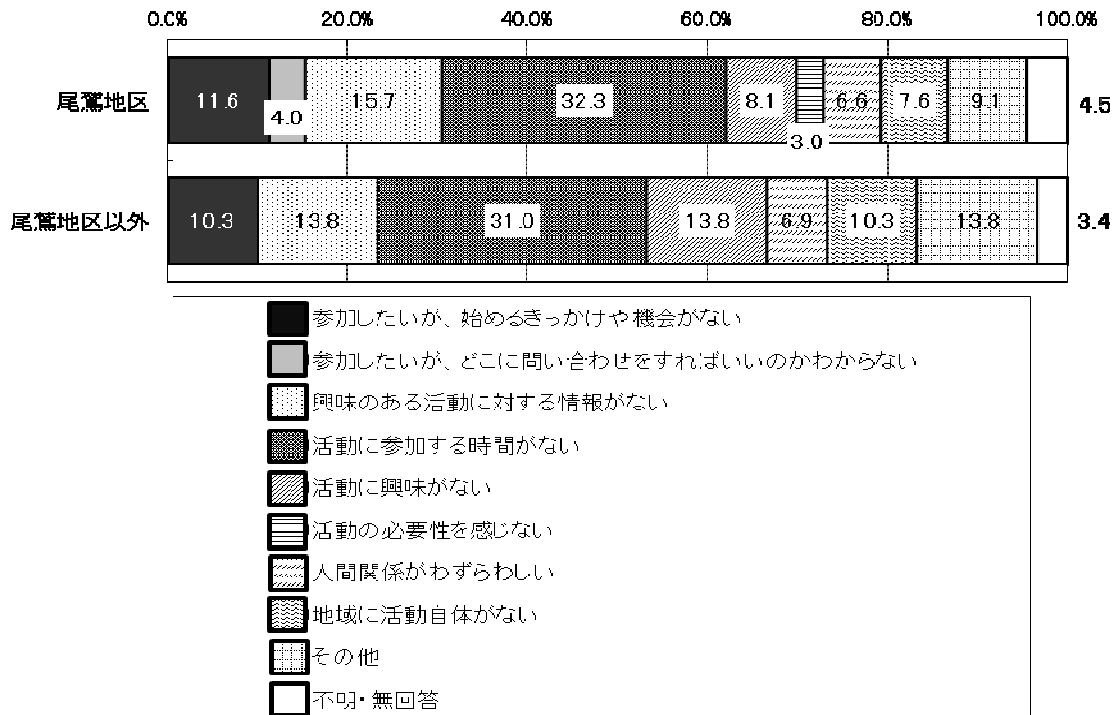 0.0% 20.0% 40.0% 60.0% 80.0% 100.0%
尾鷲地区 11.6 4.0 15.7 32.3 8.1 3.0 6.6 7.6 9.1 4.5
尾鷲地区以外 10.3 13.8 31.0 13.8 6.9 10.3 13.8 3.4
参加したいが、始めるきっかけや機会がない
参加したいが、どこに問い合わせをすればいいのかわからない
興味のある活動に対する情報がない
活動に参加する時間がない
活動に興味がない
活動の必要性を感じない
人間関係がわずらわしい
地域に活動自体がない
その他
不明・無回答